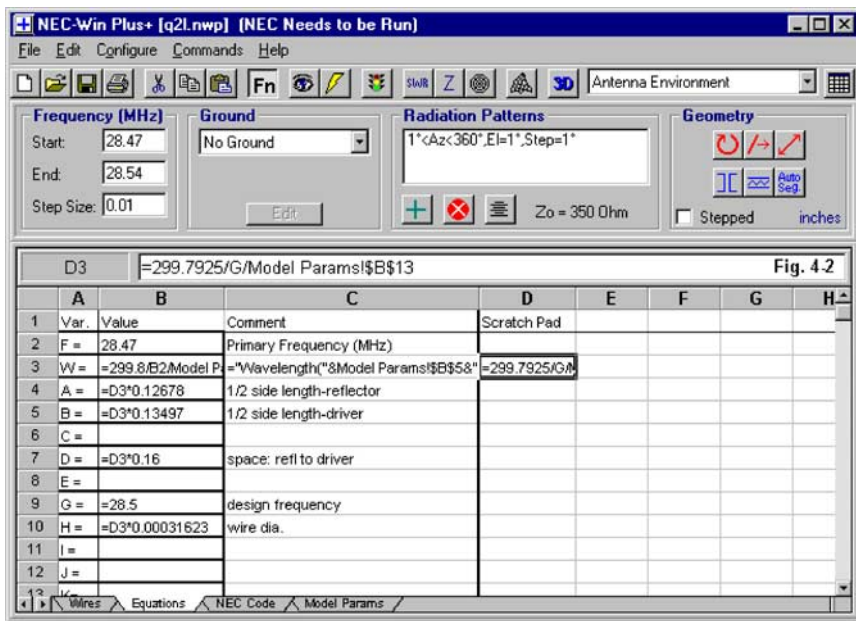 NEC-Win Plus+ [q2l.nwp] (NEC Needs to be Run)
File Edit Configure Commands Help
Fn SWR Z 3D Antenna Environment
Frequency (MHz) Ground Radiation Patterns Geometry
Start: 28.47 No Ground 1°<Az<360°,El=1°,Step=1°
End: 28.54
Step Size: 0.01 Edit Zo = 350 Ohm Auto Seg. Stepped inches
D3 =299.7925/G/Model Params!$B$13 Fig. 4-2
A B C D E F G H
1 Var. Value Comment Scratch Pad
2 F = 28.47 Primary Frequency (MHz)
3 W = =299.8/B2/Model P ="Wavelength("&Model Params!$B$5&" =299.7925/G/M
4 A = =D3*0.12678 1/2 side length-reflector
5 B = =D3*0.13497 1/2 side length-driver
6 C =
7 D = =D3*0.16 space: refl to driver
8 E =
9 G = =28.5 design frequency
10 H = =D3*0.00031623 wire dia.
11 I =
12 J =
13 K=
Wires Equations NEC Code Model Params